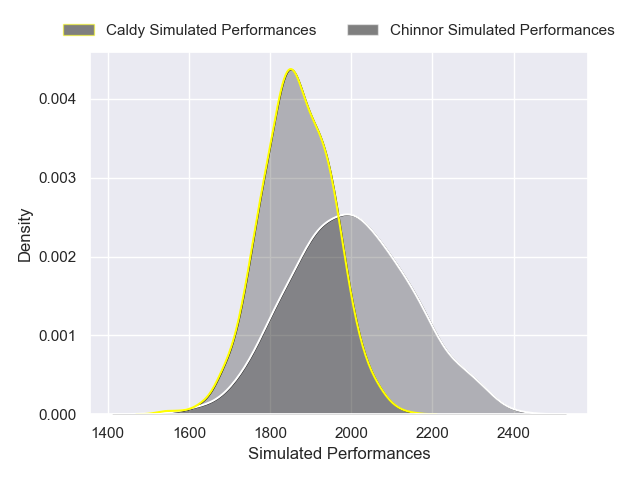 Caldy Simulated Performances
Chinnor Simulated Performances
0.004
0.003
0.002
0.001
0.000
Density
1400 1600 1800 2000 2200 2400
Simulated Performances